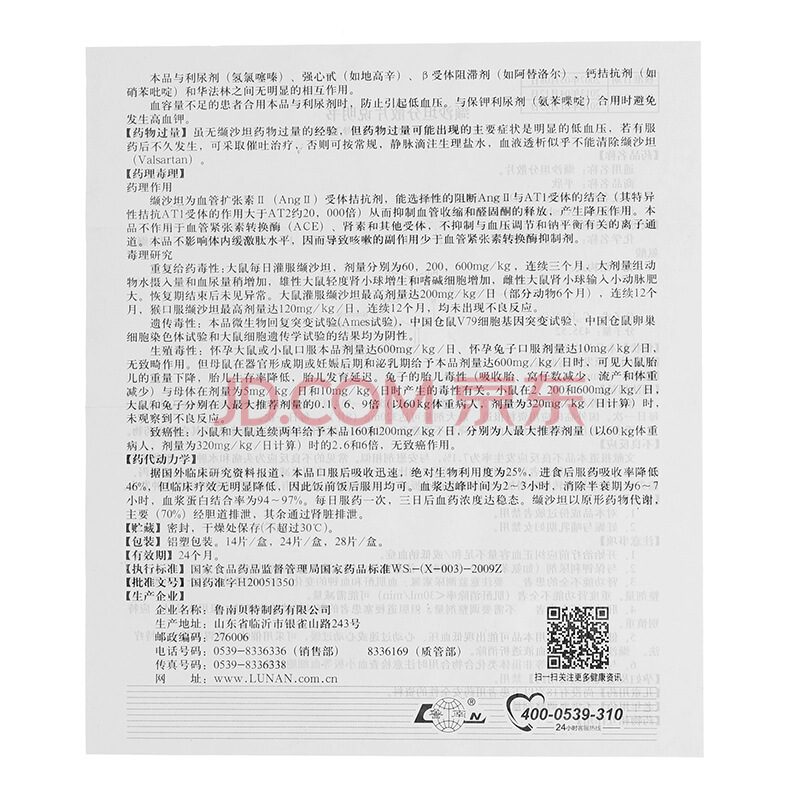 本品与利尿剂（氢氯噻嗪）、强心甙（如地高辛）、β受体阻滞剂（如阿替洛尔）、钙拮抗剂（如
硝苯吡啶）和华法林之间无明显的相互作用。
血容量不足的患者合用本品与利尿剂时，防止引起低血压。与保钾利尿剂（氨苯喋啶）合用时避免
发生高血钾。
【药物过量】虽无缬沙坦药物过量的经验，但药物过量可能出现的主要症状是明显的低血压，若有服
药后不久发生，可采取催吐治疗，否则可按常规，静脉滴注生理盐水，血液透析似乎不能清除缬沙坦
（Valsartan）。
【药理毒理】
药理作用
缬沙坦为血管扩张素Ⅱ（AngⅡ）受体拮抗剂，能选择性的阻断AngⅡ与AT1受体的结合（其特异
性拮抗AT1受体的作用大于AT2约20，000倍）从而抑制血管收缩和醛固酮的释放，产生降压作用。本
品不作用于血管紧张素转换酶（ACE）、肾素和其他受体，不抑制与血压调节和钠平衡有关的离子通
道。本品不影响体内缓激肽水平，因而导致咳嗽的副作用少于血管紧张素转换酶抑制剂。
毒理研究
重复给药毒性：大鼠每日灌服缬沙坦，剂量分别为60，200，600mg/kg，连续三个月，大剂量组动
物水摄入量和血尿量稍增加，雄性大鼠轻度肾小球增生和嗜碱细胞增加，雌性大鼠肾小球输入小动脉肥
大。恢复期结束后未见异常。大鼠灌服缬沙坦最高剂量达200mg/kg/日（部分动物6个月），连续12个
月，猴口服缬沙坦最高剂量达120mg/kg/日，连续12个月，均未出现不良反应。
遗传毒性：本品微生物回复突变试验(Ames试验)，中国仓鼠V79细胞基因突变试验、中国仓鼠卵巢
细胞染色体试验和大鼠细胞遗传学试验的结果均为阴性。
生殖毒性：怀孕大鼠或小鼠口服本品剂量达600mg/kg/日、怀孕兔子口服剂量达10mg/kg/日，
无致畸作用。但母鼠在器官形成期或妊娠后期和泌乳期给予本品剂量达600mg/kg/日时，可见大鼠胎
儿的重量下降，胎儿生存率降低，胎儿发育延迟。兔子的胎儿毒性（吸收胎、窝仔数减少、流产和体重
减少）与母体在剂量为5mg/kg/日和10mg/kg/日时的毒性有关。小鼠在2、200和600mg/kg/日，
大鼠和兔子分别在人最大推荐剂量的0.1、6、9倍（以60kg体重病人，剂量为320mg/kg/日计算）时，
未观察到不良反应。
致癌性：小鼠和大鼠连续两年给予本品160和200mg/kg/日，分别为人最大推荐剂量（以60kg体重
病人，剂量为320mg/kg/日计算）时的2.6和6倍，无致癌作用。
【药代动力学】
据国外临床研究资料报道，本品口服后吸收迅速，绝对生物利用度为25%，进食后服药吸收率降低
46%，但临床疗效无明显降低，因此饭前饭后服用均可。血浆达峰时间为2～3小时，消除半衰期为6～7
小时，血浆蛋白结合率为94～97%。每日服药一次，三日后血药浓度达稳态。缬沙坦以原形药物代谢，
主要（70%）经胆道排泄，其余通过肾脏排泄。
【贮藏】密封，干燥处保存(不超过30℃)。
【包装】铝塑包装。14片/盒，24片/盒，28片/盒。
【有效期】24个月。
【执行标准】国家食品药品监督管理局国家药品标准WS₁-(X-003)-2009Z
【批准文号】国药准字H20051350
【生产企业】
企业名称：鲁南贝特制药有限公司
生产地址：山东省临沂市银雀山路243号
邮政编码：276006
电话号码：0539-8336336（销售部） 8336169（质管部）
传真号码：0539-8336338
网 址：www.LUNAN.com.cn
扫一扫关注更多健康资讯
鲁南
400-0539-310
24小时客服热线
JD.COM 京东